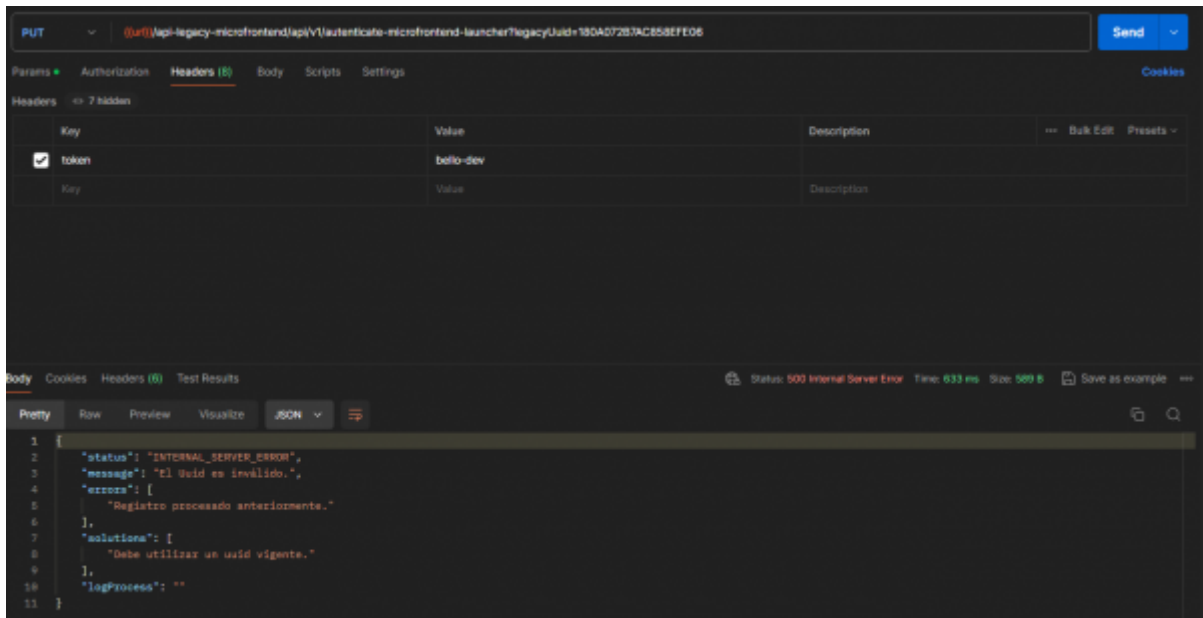 PUT {{url}}/api-legacy-microfrontend/api/v1/autenticate-microfrontend-launcher?legacyUuid=180A072B7AC858EFE06 Send
Params Authorization Headers (8) Body Scripts Settings Cookies
Headers 7 hidden
Key Value Description Bulk Edit Presets
token bello-dev
Key Value Description
Body Cookies Headers (6) Test Results Status: 500 Internal Server Error Time: 633 ms Size: 589 B Save as example
Pretty Raw Preview Visualize JSON
1 {
2 "status": "INTERNAL_SERVER_ERROR",
3 "message": "El Uuid es inválido.",
4 "errors": [
5 "Registro procesado anteriormente."
6 ],
7 "solutions": [
8 "Debe utilizar un uuid vigente."
9 ],
10 "logProcess": ""
11 }